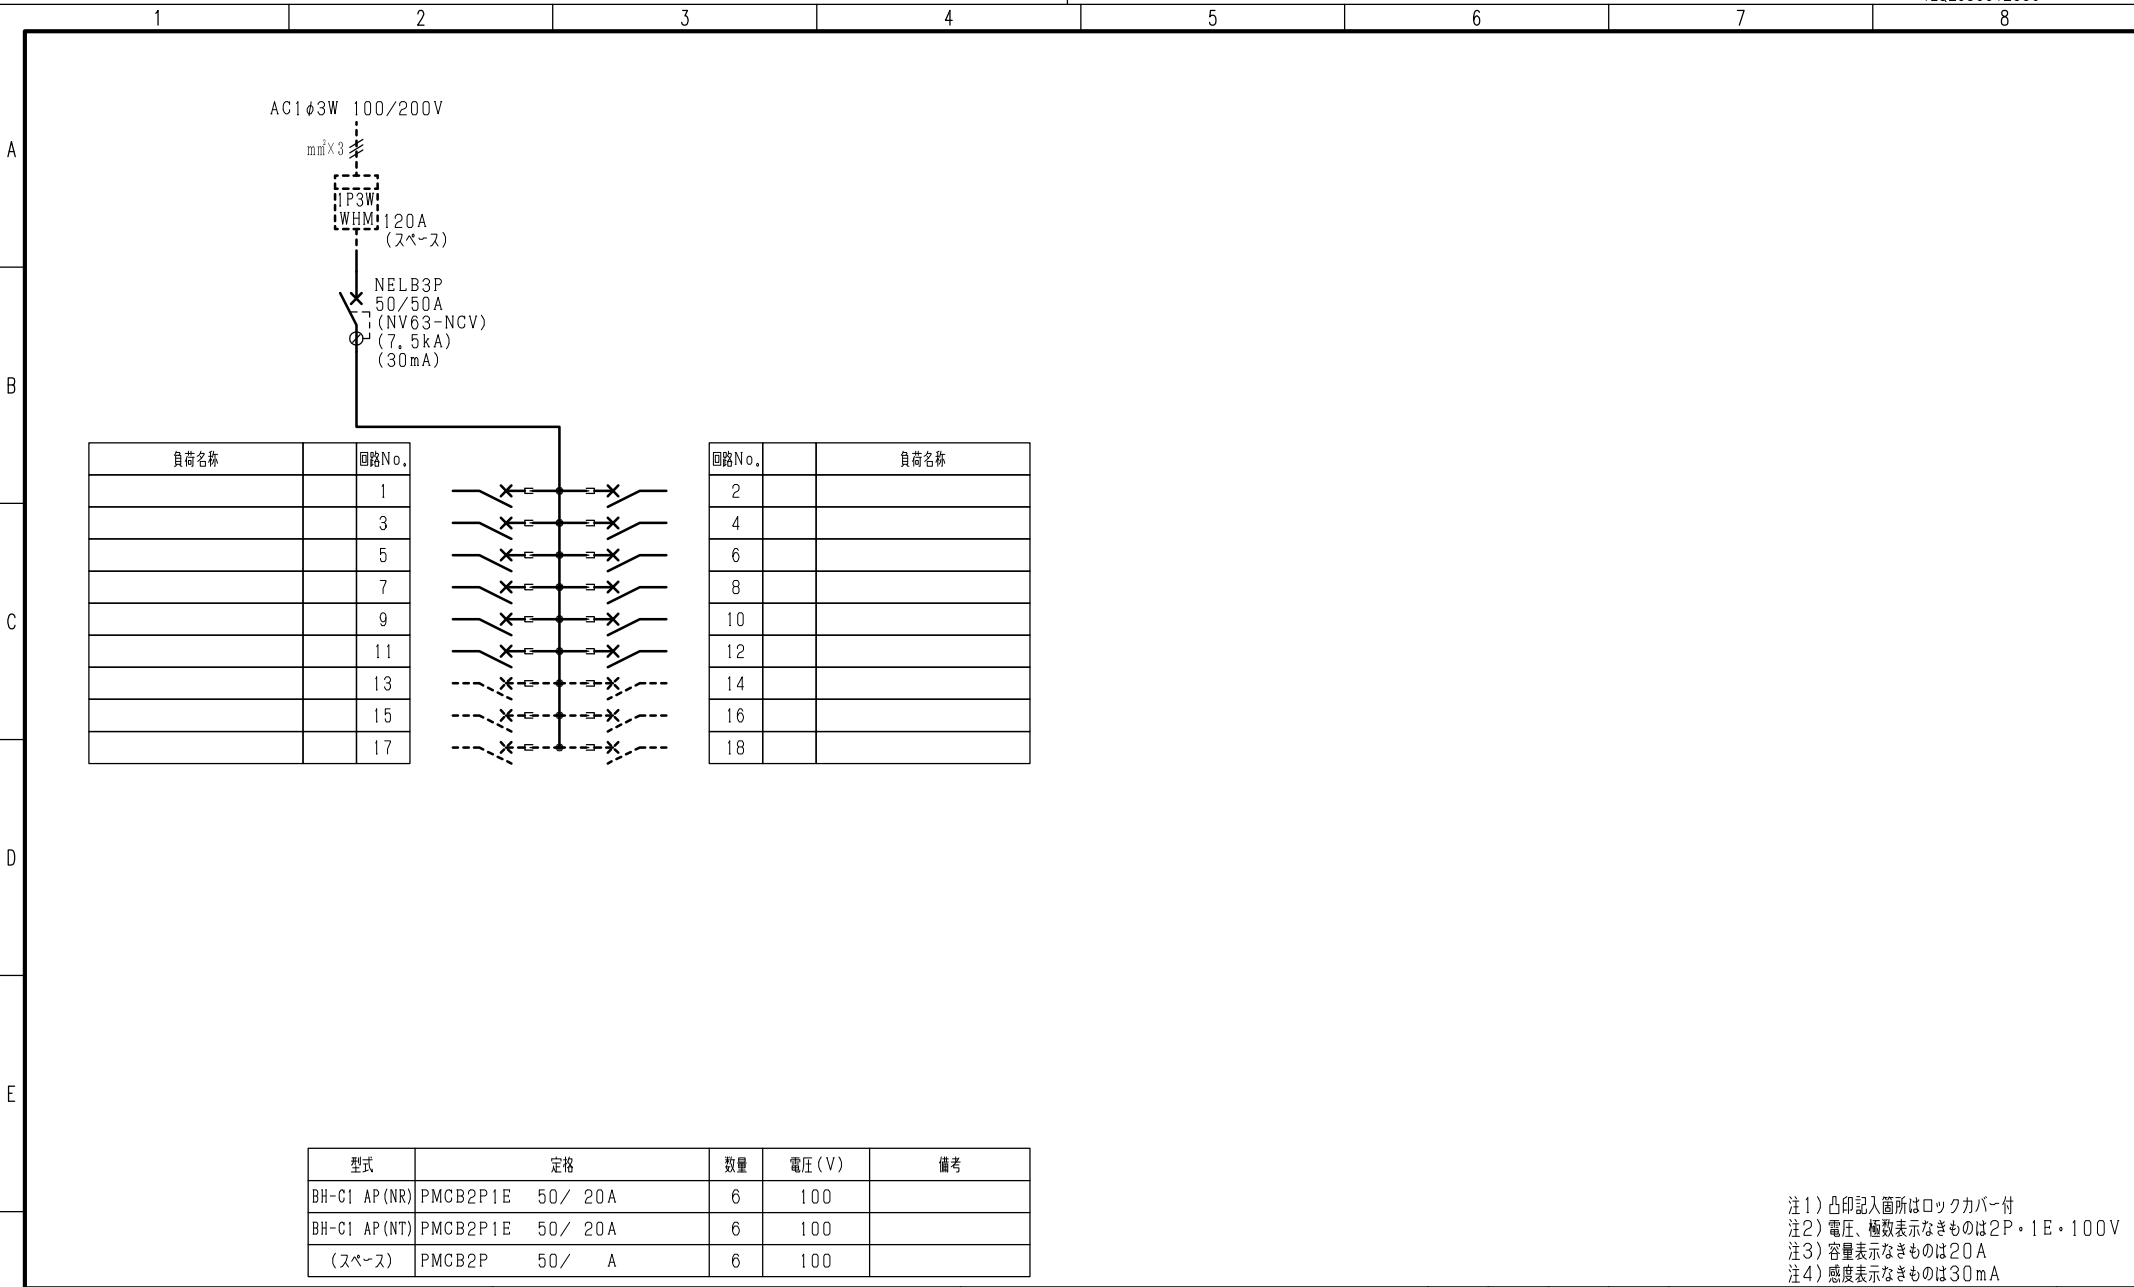 1 2 3 4 5 6 7 8
A
B
C
D
E
AC1φ3W 100/200V
mm²×3
1P3W
WHM
120A
(スペース)
NELB3P
50/50A
(NV63-NCV)
(7.5kA)
(30mA)
負荷名称 回路No. 回路No. 負荷名称
1 2
3 4
5 6
7 8
9 10
11 12
13 14
15 16
17 18
型式 定格 数量 電圧(V) 備考
BH-C1 AP(NR) PMCB2P1E 50/ 20A 6 100
BH-C1 AP(NT) PMCB2P1E 50/ 20A 6 100
(スペース) PMCB2P 50/ A 6 100
注1)凸印記入箇所はロックカバー付
注2)電圧、極数表示なきものは2P・1E・100V
注3)容量表示なきものは20A
注4)感度表示なきものは30mA